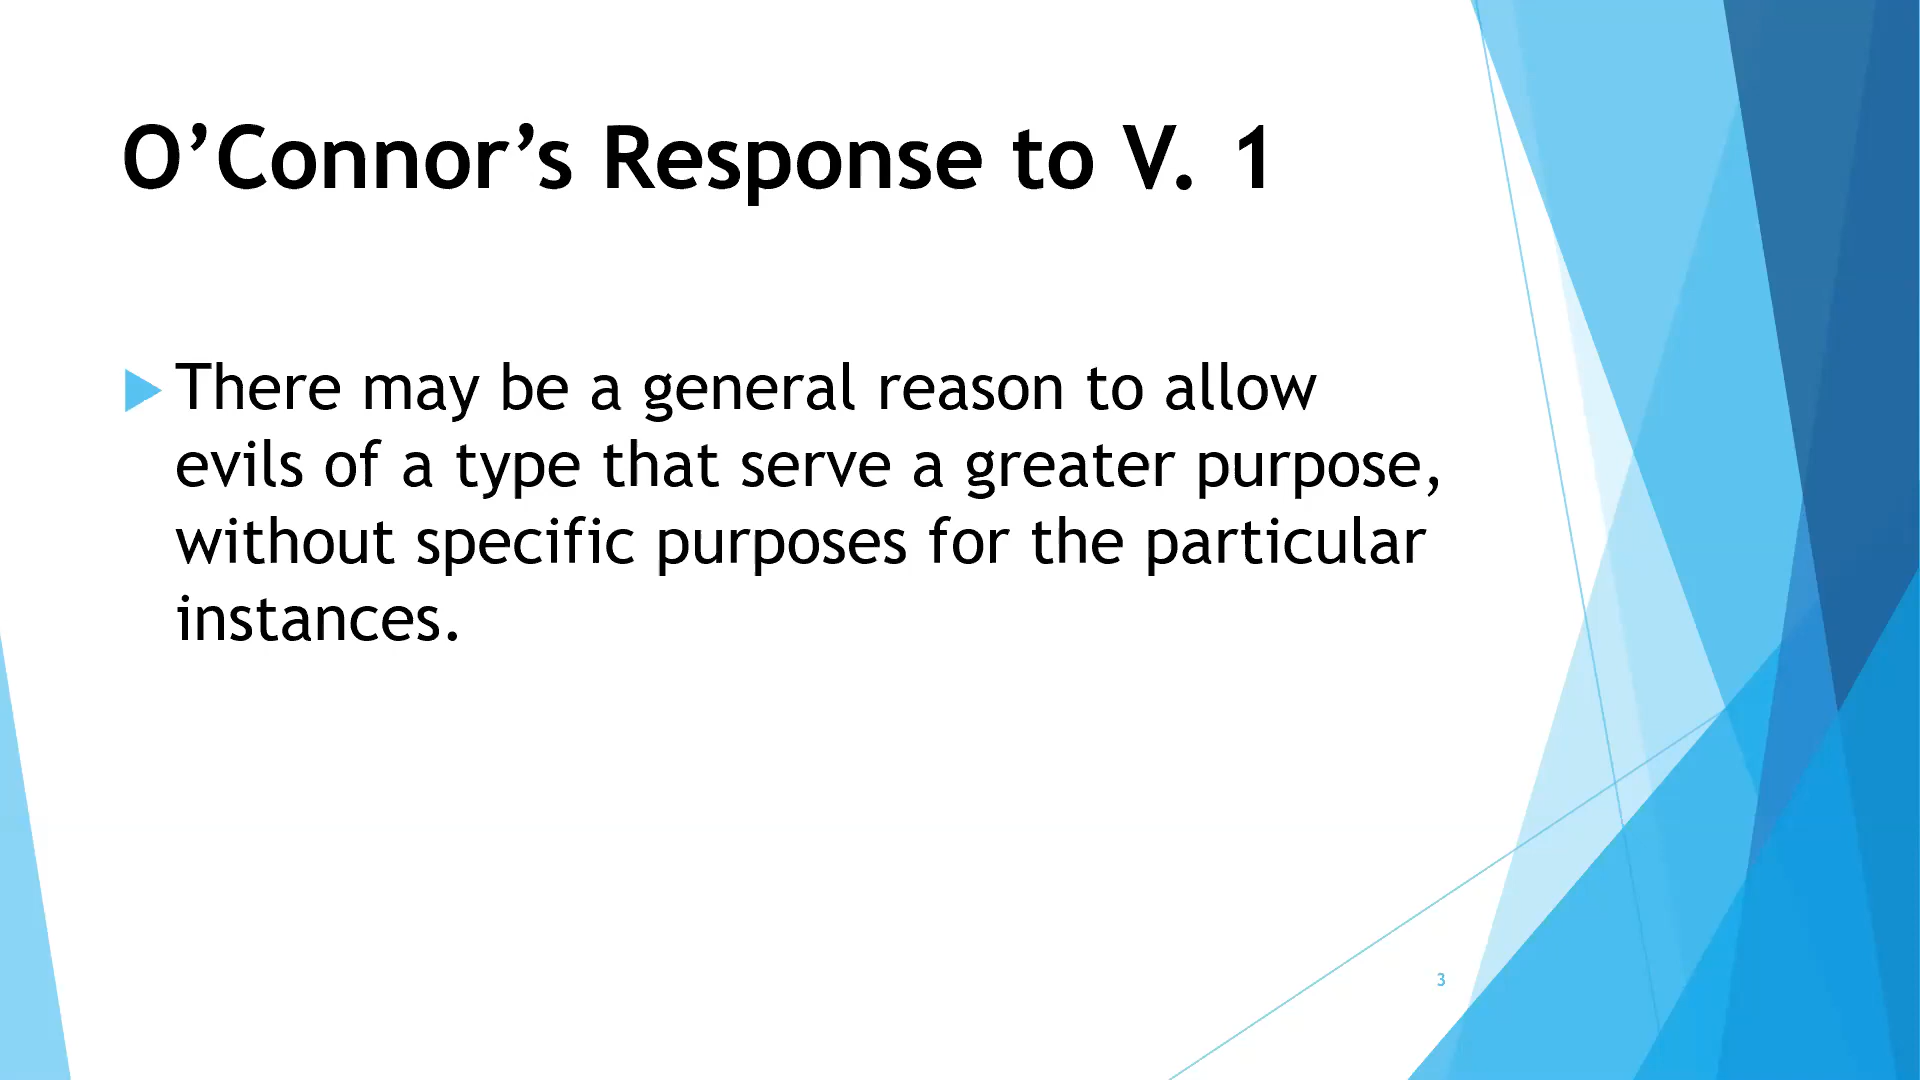 O’Connor’s Response to V. 1
There may be a general reason to allow
evils of a type that serve a greater purpose,
without specific purposes for the particular
instances.
3